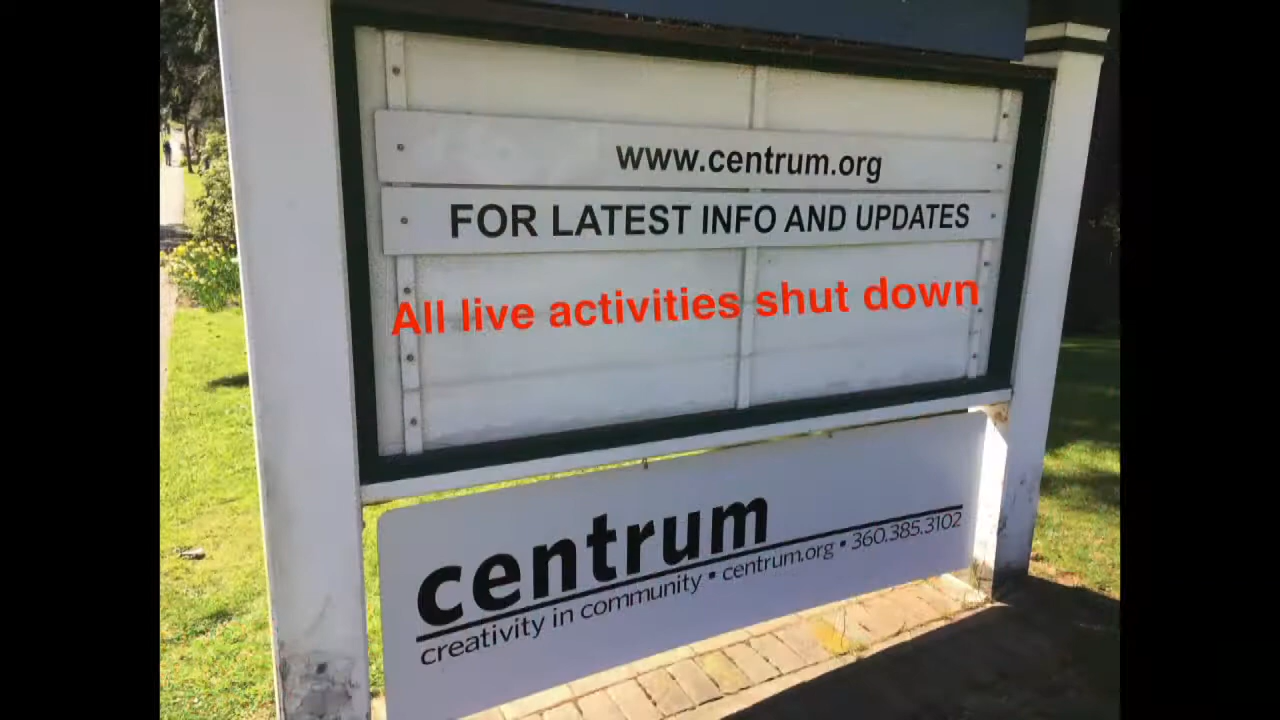 www.centrum.org
FOR LATEST INFO AND UPDATES
All live activities shut down
centrum
creativity in community • centrum.org • 360.385.3102